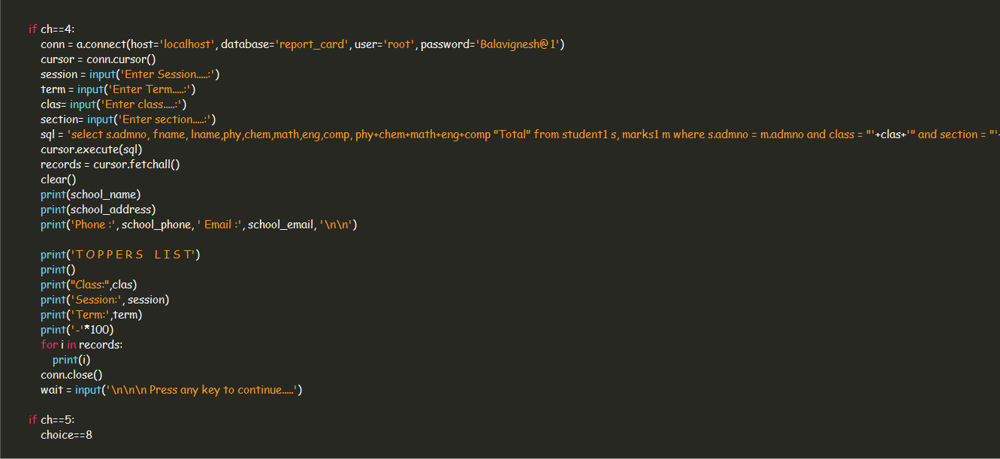 if ch==4:
    conn = a.connect(host='localhost', database='report_card', user='root', password='Balavignesh@1')
    cursor = conn.cursor()
    session = input('Enter Session.....:')
    term = input('Enter Term.....:')
    clas= input('Enter class.....:')
    section= input('Enter section.....:')
    sql = 'select s.admno, fname, lname,phy,chem,math,eng,comp, phy+chem+math+eng+comp "Total" from student1 s, marks1 m where s.admno = m.admno and class = "'+clas+'" and section = "'
    cursor.execute(sql)
    records = cursor.fetchall()
    clear()
    print(school_name)
    print(school_address)
    print('Phone :', school_phone, ' Email :', school_email, '\n\n')
    print('T O P P E R S    L I S T')
    print()
    print("Class:",clas)
    print('Session:', session)
    print('Term:',term)
    print('-'*100)
    for i in records:
        print(i)
    conn.close()
    wait = input('\n\n\n Press any key to continue.....')
if ch==5:
    choice==8